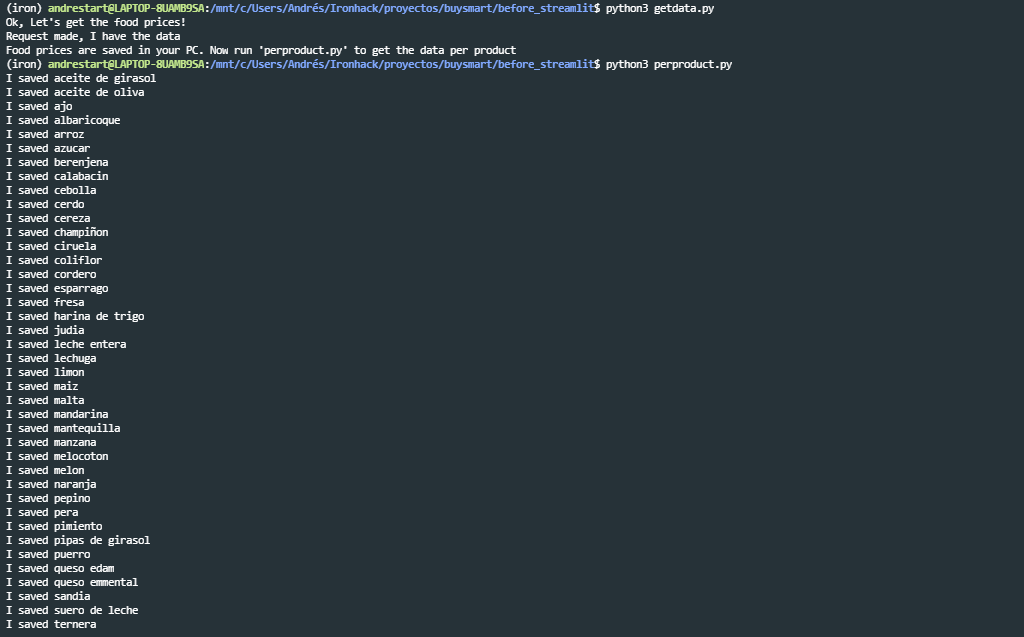 (iron) andrestart@LAPTOP-8UAMB9SA:/mnt/c/Users/Andrés/Ironhack/proyectos/buysmart/before_streamlit$ python3 getdata.py
Ok, Let's get the food prices!
Request made, I have the data
Food prices are saved in your PC. Now run 'perproduct.py' to get the data per product
(iron) andrestart@LAPTOP-8UAMB9SA:/mnt/c/Users/Andrés/Ironhack/proyectos/buysmart/before_streamlit$ python3 perproduct.py
I saved aceite de girasol
I saved aceite de oliva
I saved ajo
I saved albaricoque
I saved arroz
I saved azucar
I saved berenjena
I saved calabacin
I saved cebolla
I saved cerdo
I saved cereza
I saved champiñon
I saved ciruela
I saved coliflor
I saved cordero
I saved esparrago
I saved fresa
I saved harina de trigo
I saved judia
I saved leche entera
I saved lechuga
I saved limon
I saved maiz
I saved malta
I saved mandarina
I saved mantequilla
I saved manzana
I saved melocoton
I saved melon
I saved naranja
I saved pepino
I saved pera
I saved pimiento
I saved pipas de girasol
I saved puerro
I saved queso edam
I saved queso emmental
I saved sandia
I saved suero de leche
I saved ternera